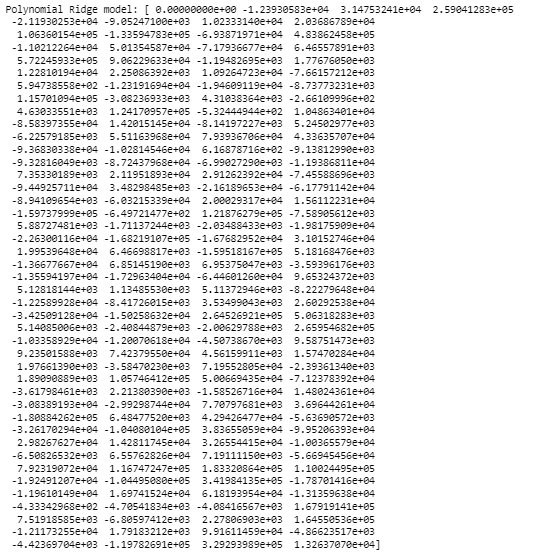 Polynomial Ridge model: [ 0.00000000e+00 -1.23930583e+04  3.14753241e+04  2.59041283e+05
 -2.11930253e+04 -9.05247100e+03  1.02333140e+04  2.03686789e+04
  1.06360154e+05 -1.33594783e+05 -6.93871971e+04  4.83862458e+05
 -1.10212264e+04  5.01354587e+04 -7.17936677e+04  6.46557891e+03
  5.72245933e+05  9.06229633e+04 -1.19482695e+03  1.77676050e+03
  1.22810194e+04  2.25086392e+03  1.09264723e+04 -7.66157212e+03
  5.94738558e+02 -1.23191694e+04 -1.94609119e+04 -8.73773231e+03
  1.15701094e+05 -3.08236933e+03  4.31038364e+03 -2.66109996e+02
  4.63033551e+03  1.24170957e+05 -5.32444944e+02  1.04863401e+04
 -8.58397355e+04  1.42015145e+04 -8.14197227e+03  5.24502977e+03
 -6.22579185e+03  5.51163968e+04  7.93936706e+04  4.33635707e+04
 -9.36830338e+04 -1.02814546e+04  6.16878716e+02 -9.13812990e+03
 -9.32816049e+03 -8.72437968e+04 -6.99027290e+03 -1.19386811e+04
  7.35330189e+03  2.11951893e+04  2.91262392e+04 -7.45588696e+03
 -9.44925711e+04  3.48298485e+03 -2.16189653e+04 -6.17791142e+04
 -8.94109654e+03 -6.03215339e+04  2.00029317e+04  1.56112231e+04
 -1.59737999e+05 -6.49721477e+02  1.21876279e+05 -7.58905612e+03
  5.88727481e+03 -1.71137244e+03 -2.03488433e+03 -1.98175909e+04
 -2.26300116e+04 -1.68219107e+05 -1.67682952e+04  3.10152746e+04
  1.99539648e+04  6.46698817e+03 -1.59518167e+05  5.18168476e+03
 -1.36677667e+04  6.85145190e+03  6.95375047e+03 -3.59396176e+03
 -1.35594197e+04 -1.72963404e+04 -6.44601260e+04  9.65324372e+03
  5.12818144e+03  1.13485530e+04  5.11372946e+03 -8.22279648e+04
 -1.22589928e+04 -8.41726015e+03  3.53499043e+04  2.60292538e+04
 -3.42509128e+04 -1.50258632e+04  2.64526921e+05  5.06318283e+03
  5.14085006e+03 -2.40844879e+03 -2.00629788e+03  2.65954682e+05
 -1.03358929e+04 -1.20070618e+04 -4.50738670e+03  9.58751473e+03
  9.23501588e+03  7.42379550e+04  4.56159911e+03  1.57470284e+04
  1.97661390e+03 -3.58470230e+03  7.19552805e+04 -2.39361340e+03
  1.89090889e+03  1.05746412e+05  5.00669435e+04 -7.12378392e+04
 -3.61798461e+03  2.21380390e+03 -1.58526716e+04  1.48024361e+04
 -3.08389193e+04 -2.99298744e+04  7.70797681e+03  3.69644261e+04
 -1.80884262e+05  6.48477520e+03  4.29426477e+04 -5.63690572e+03
 -3.26170294e+04 -1.04080104e+05  3.83655059e+04 -9.95206393e+04
  2.98267627e+04  1.42811745e+04  3.26554415e+04 -1.00365579e+04
 -6.50826532e+03  6.55762826e+04  7.19111150e+03 -5.66945456e+04
  7.92319072e+04  1.16747247e+05  1.83320864e+05  1.10024495e+05
 -1.92491207e+04 -1.04495080e+05  3.41984135e+05 -1.78701416e+04
 -1.19610149e+04  1.69741524e+04  6.18193954e+04 -1.31359638e+04
 -4.33342968e+02 -4.70541834e+03 -4.08416567e+03  1.67919141e+05
  7.51918585e+03 -6.80597412e+03  2.27806903e+03  1.64550536e+05
 -1.21173255e+04  1.79183212e+04  9.91611459e+04 -4.86623517e+03
 -4.42369704e+03 -1.19782691e+05  3.29293989e+05  1.32637070e+04]